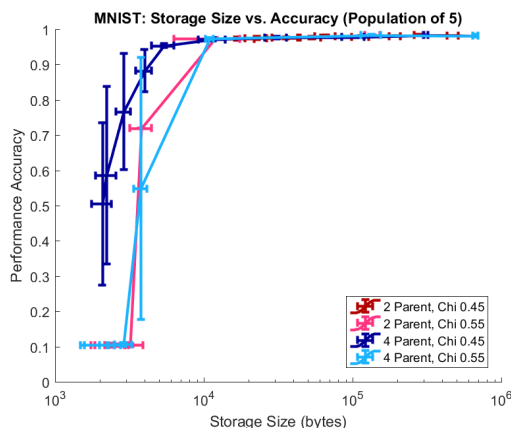 MNIST: Storage Size vs. Accuracy (Population of 5)
1
0.9
0.8
0.7
0.6
0.5
0.4
0.3
0.2
0.1
0
Performance Accuracy
2 Parent, Chi 0.45
2 Parent, Chi 0.55
4 Parent, Chi 0.45
4 Parent, Chi 0.55
10³ 10⁴ 10⁵ 10⁶
Storage Size (bytes)